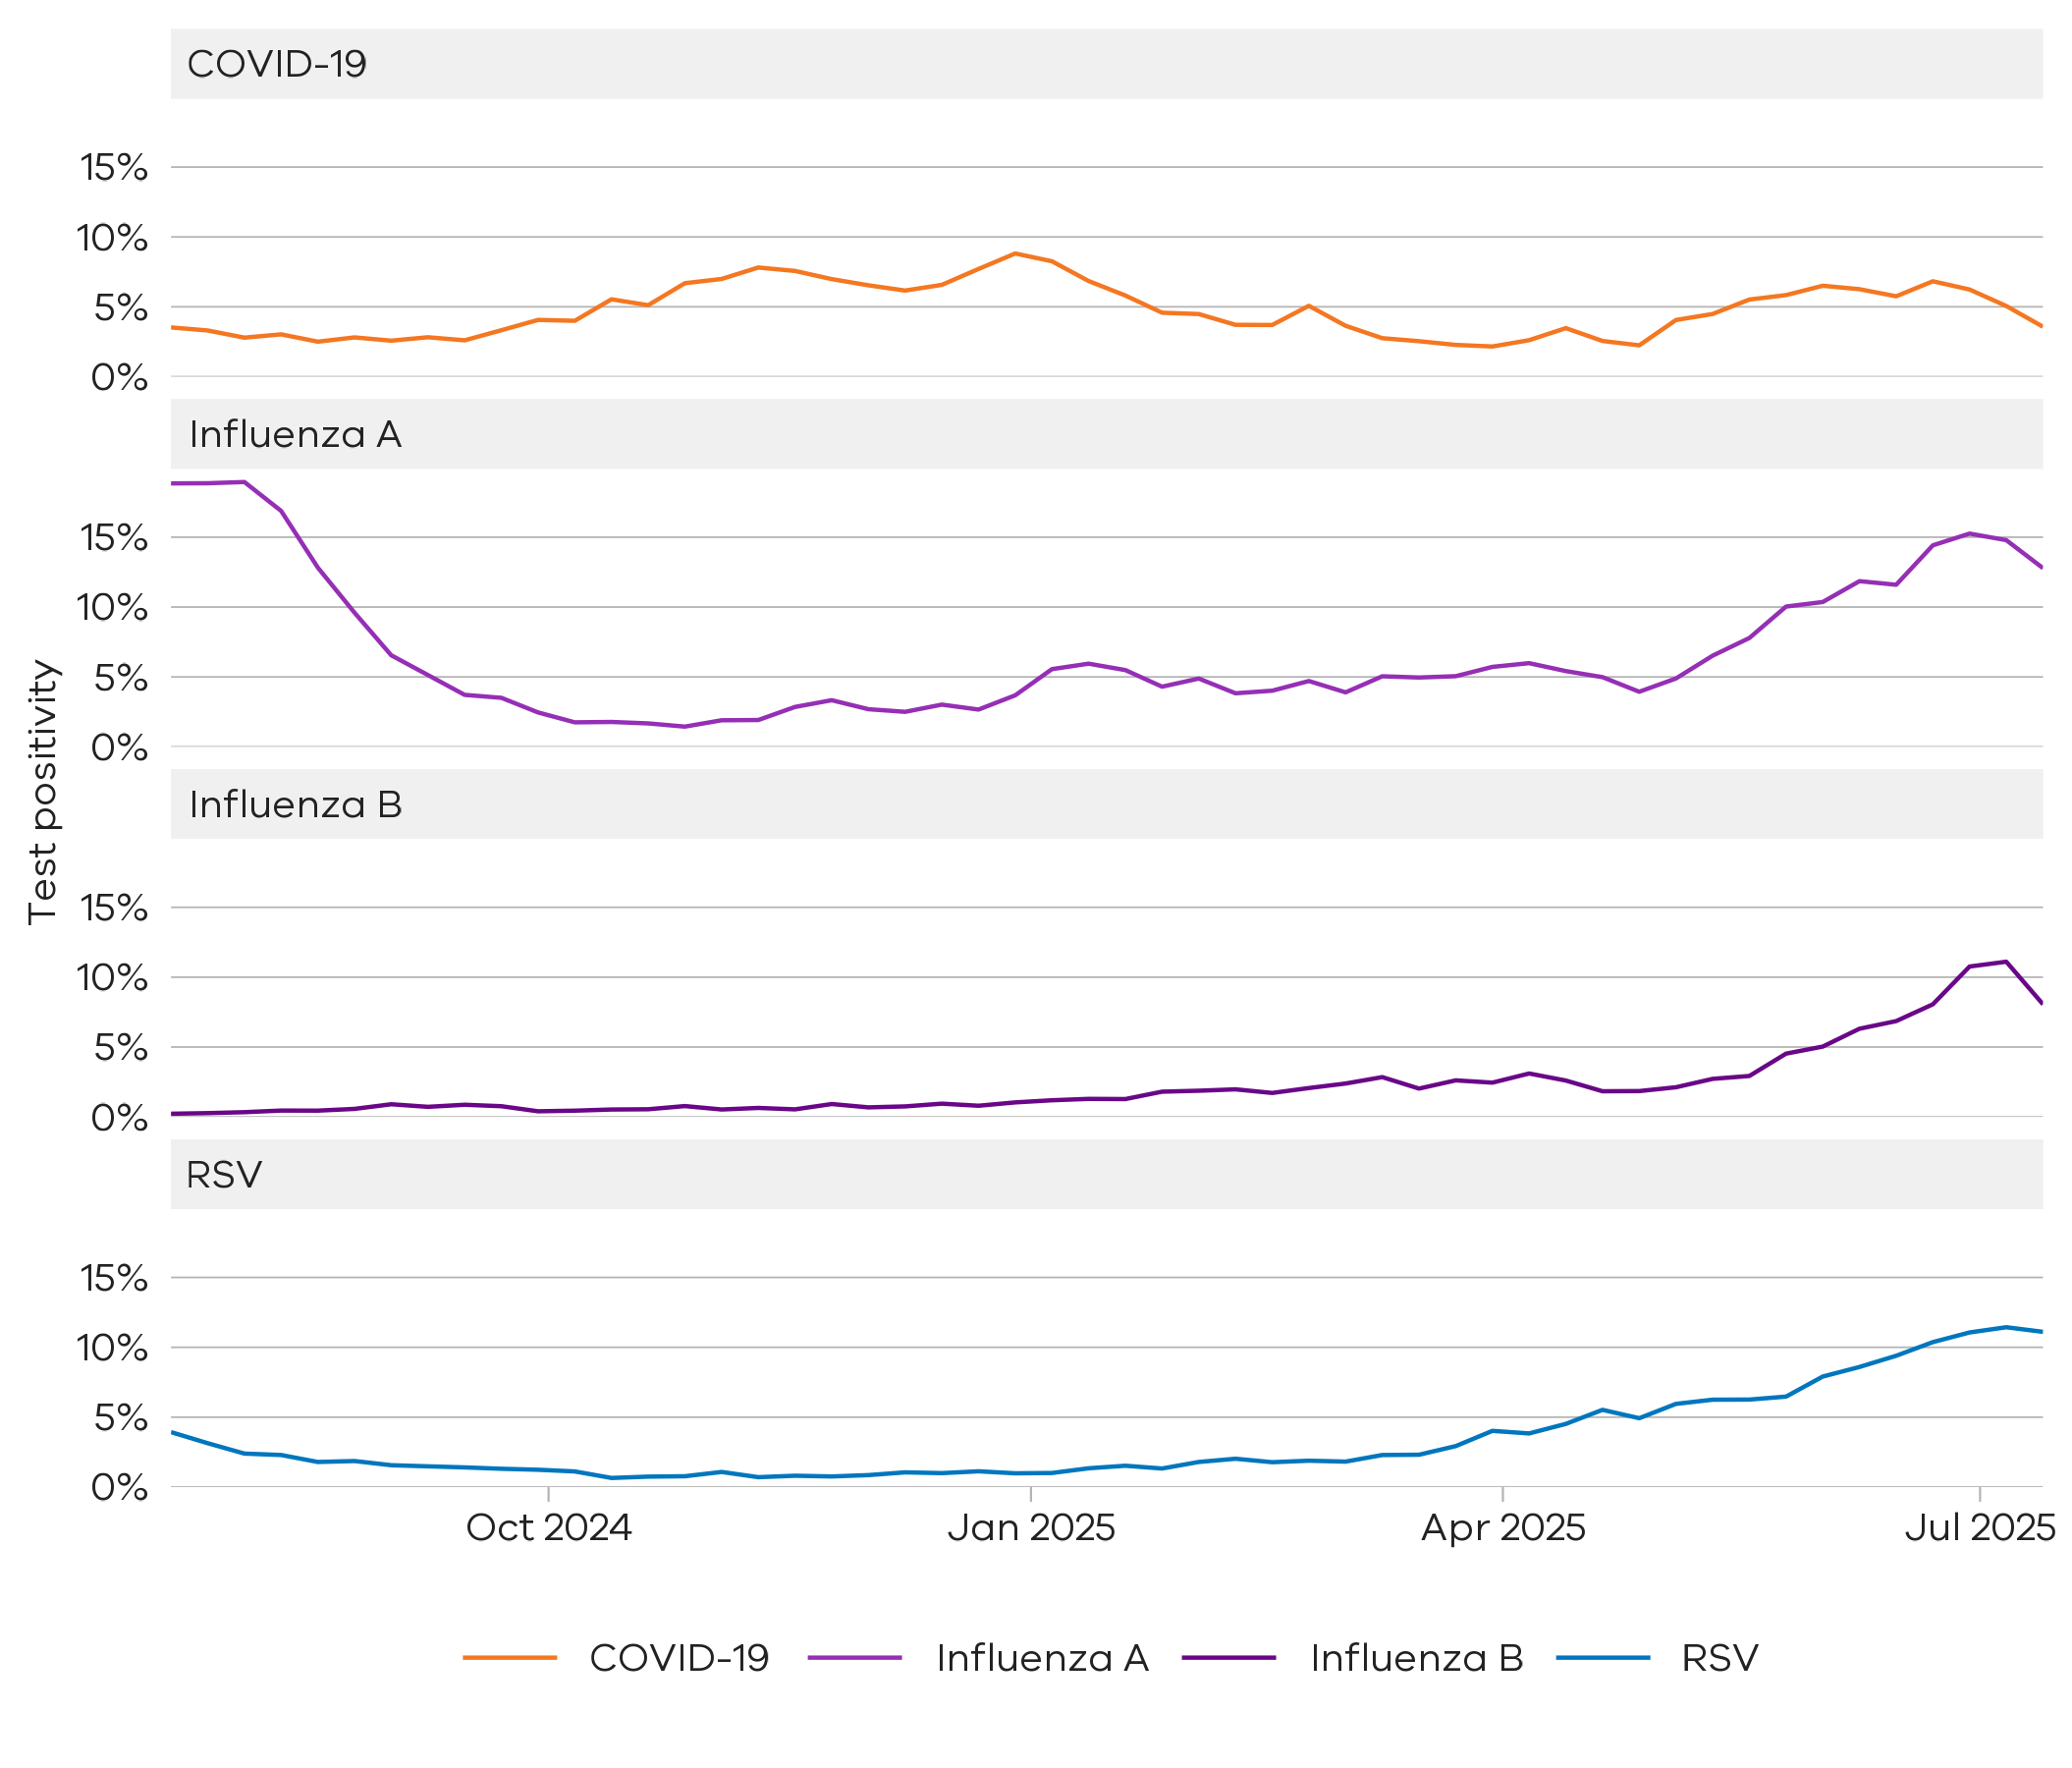 COVID-19
15%
10%
5%
0%
Influenza A
15%
10%
5%
0%
Test positivity
Influenza B
15%
10%
5%
0%
RSV
15%
10%
5%
0%
Oct 2024 Jan 2025 Apr 2025 Jul 2025
COVID-19 Influenza A Influenza B RSV